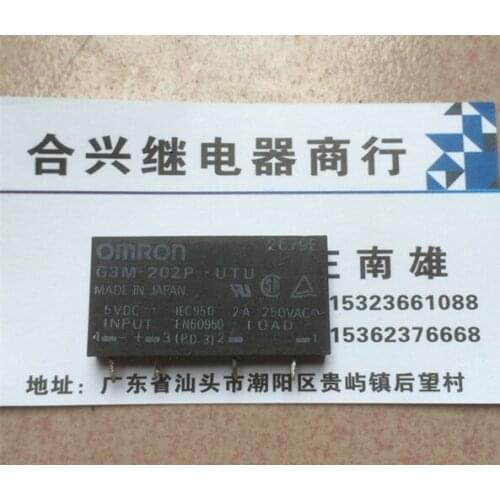 合兴继电器商行
OMRON 2679E
G3M-202P -UTU
MADE IN JAPAN
5VDC IEC950 2A 250VAC~
INPUT EN60950 LOAD
4 - + 3 (P.D.3) 2 1
南雄
15323661088
15362376668
地址：广东省汕头市潮阳区贵屿镇后望村